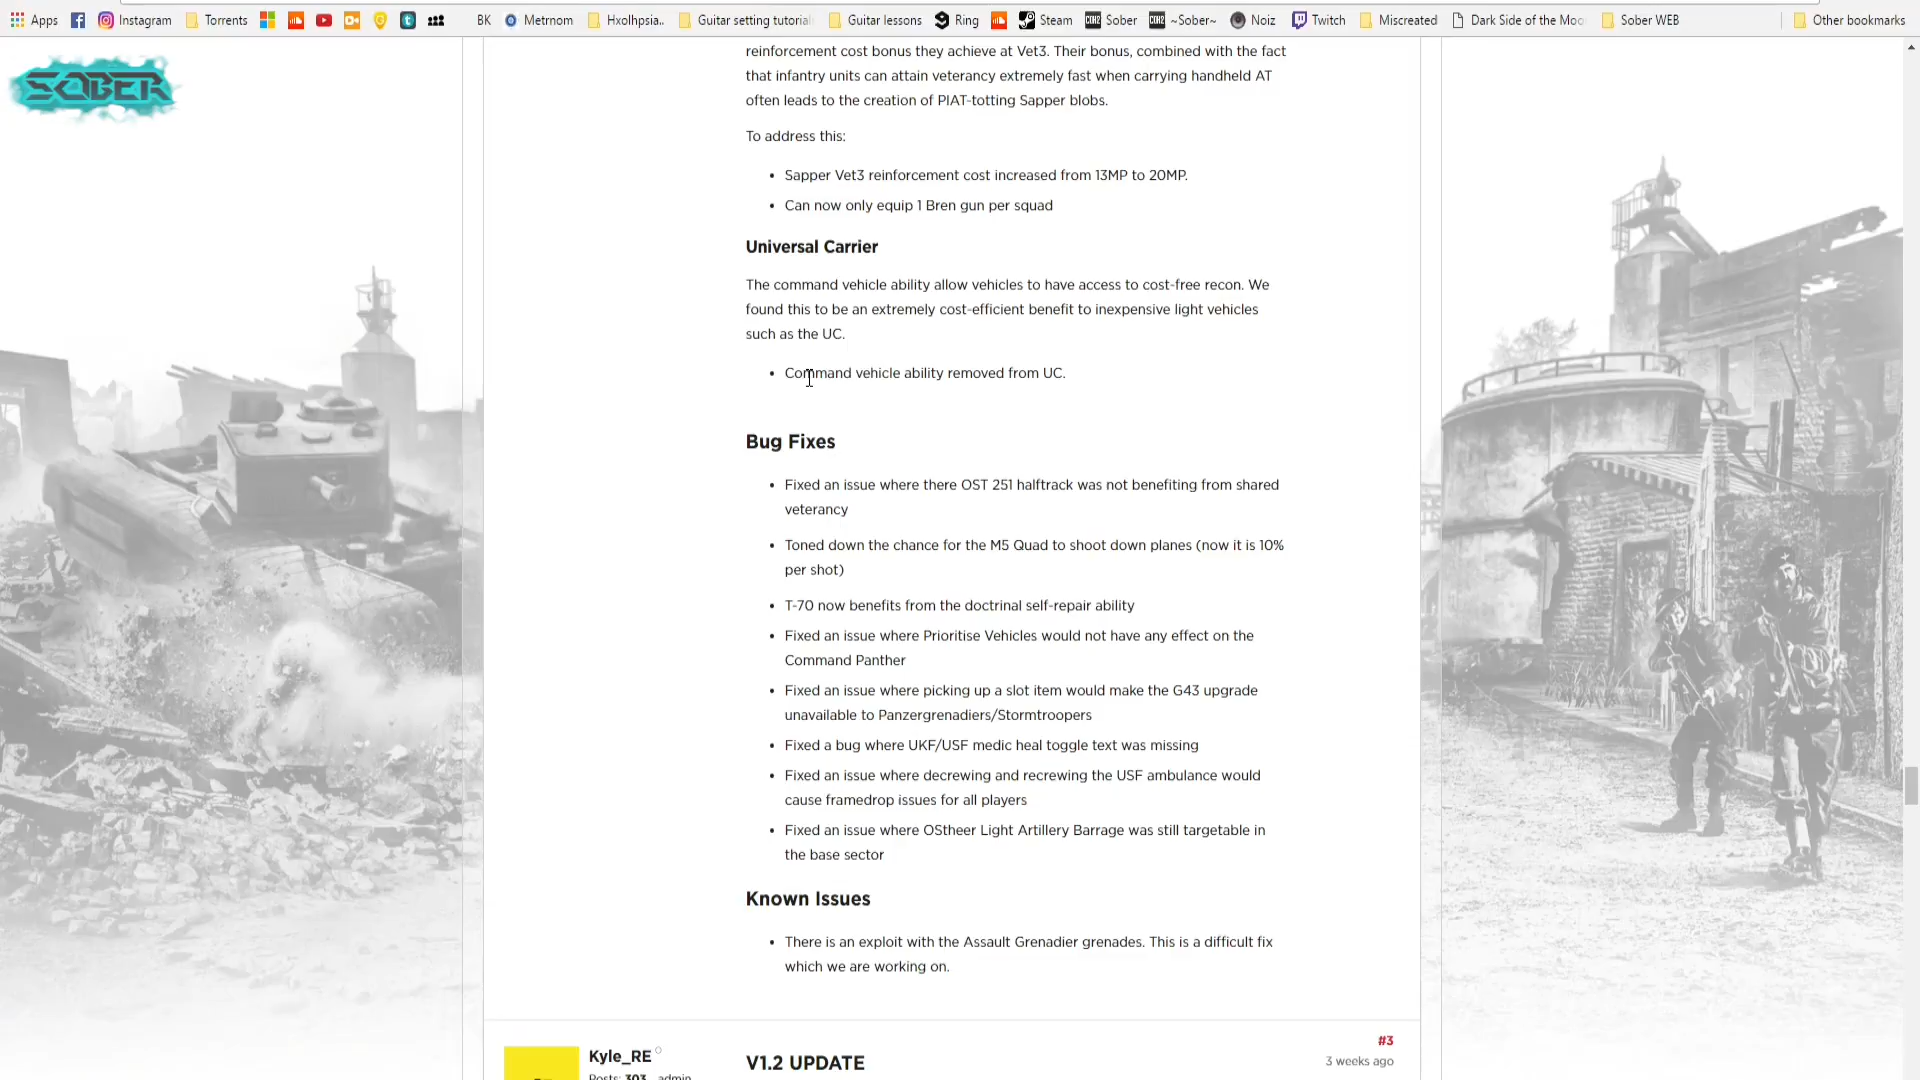 Apps Instagram Torrents BK Metrnom Hxolhpsia.. Guitar setting tutorial Guitar lessons Ring Steam Sober ~Sober~ Noiz Twitch Miscreated Dark Side of the Moo Sober WEB Other bookmarks
SOBER
reinforcement cost bonus they achieve at Vet3. Their bonus, combined with the fact
that infantry units can attain veterancy extremely fast when carrying handheld AT
often leads to the creation of PIAT-totting Sapper blobs.
To address this:
• Sapper Vet3 reinforcement cost increased from 13MP to 20MP.
• Can now only equip 1 Bren gun per squad
Universal Carrier
The command vehicle ability allow vehicles to have access to cost-free recon. We
found this to be an extremely cost-efficient benefit to inexpensive light vehicles
such as the UC.
• Command vehicle ability removed from UC.
Bug Fixes
• Fixed an issue where there OST 251 halftrack was not benefiting from shared
veterancy
• Toned down the chance for the M5 Quad to shoot down planes (now it is 10%
per shot)
• T-70 now benefits from the doctrinal self-repair ability
• Fixed an issue where Prioritise Vehicles would not have any effect on the
Command Panther
• Fixed an issue where picking up a slot item would make the G43 upgrade
unavailable to Panzergrenadiers/Stormtroopers
• Fixed a bug where UKF/USF medic heal toggle text was missing
• Fixed an issue where decrewing and recrewing the USF ambulance would
cause framedrop issues for all players
• Fixed an issue where OStheer Light Artillery Barrage was still targetable in
the base sector
Known Issues
• There is an exploit with the Assault Grenadier grenades. This is a difficult fix
which we are working on.
#3
Kyle_RE
V1.2 UPDATE
3 weeks ago
Posts: 303 admin